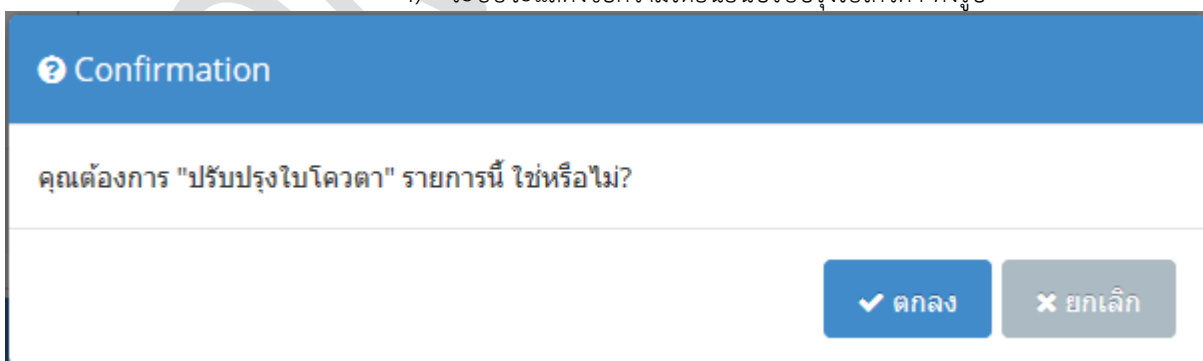 Confirmation
คุณต้องการ "ปรับปรุงใบโควตา" รายการนี้ ใช่หรือไม่?
ตกลง
ยกเลิก